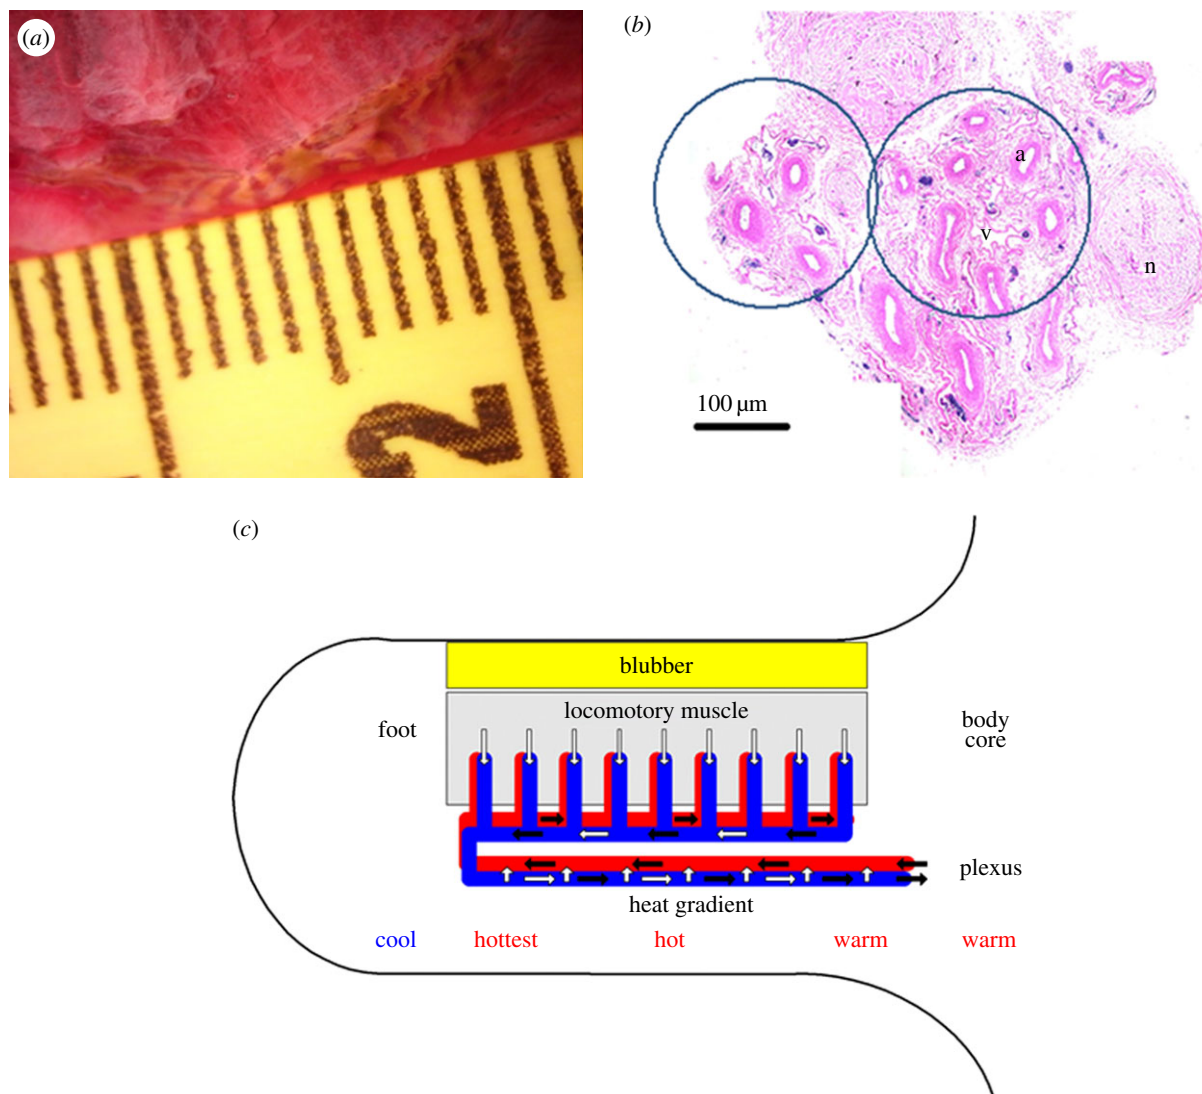 (a)
2
(b)
a
v
n
100 µm
(c)
blubber
locomotory muscle
foot
body
core
plexus
heat gradient
cool hottest hot warm warm